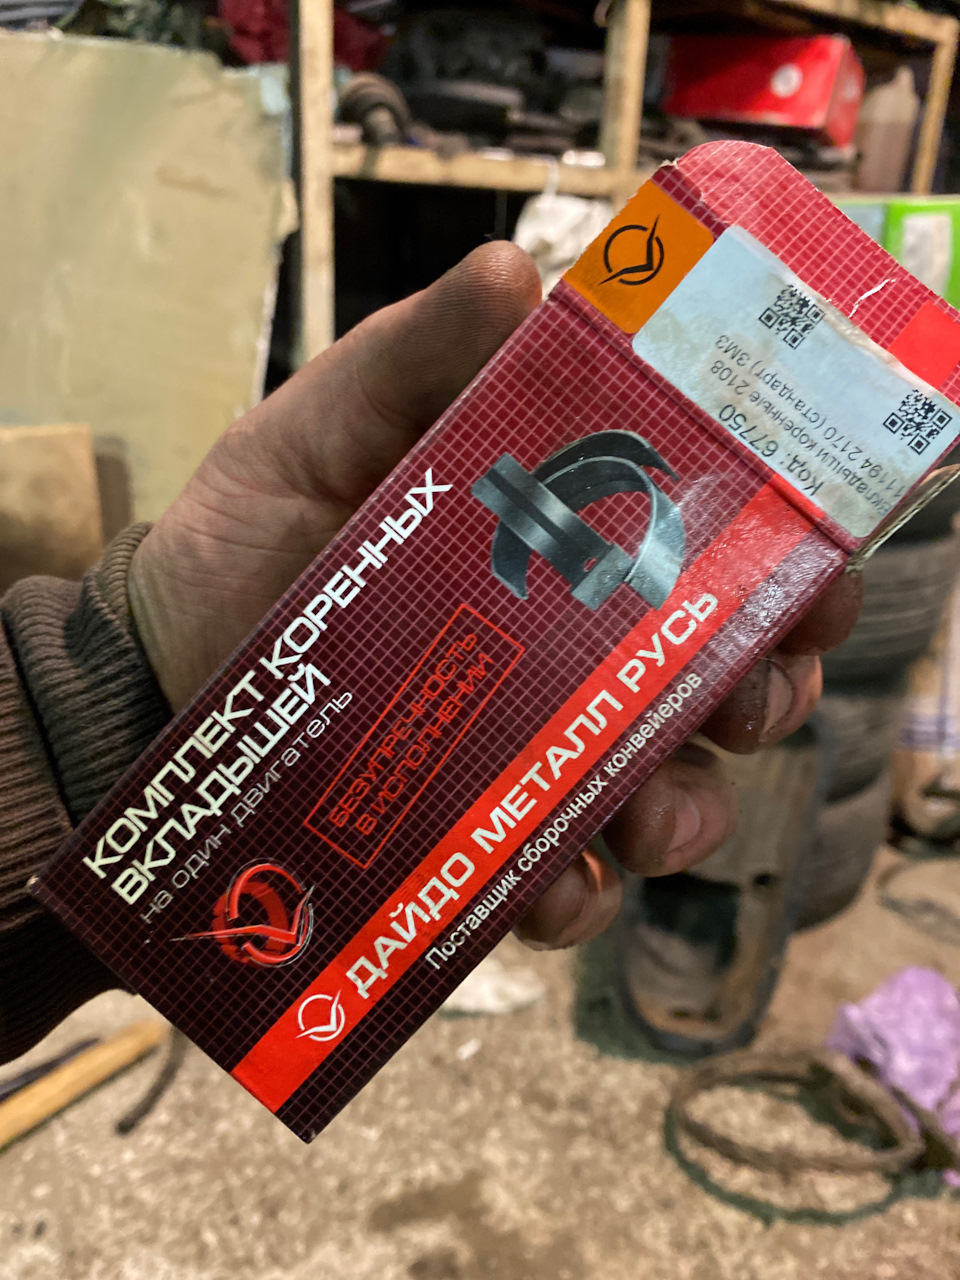 КОМПЛЕКТ КОРЕННЫХ
ВКЛАДЫШЕЙ
на один двигатель
БЕЗУПРЕЧНОСТЬ
В ИСПОЛНЕНИИ
ДАЙДО МЕТАЛЛ РУСЬ
Поставщик сборочных конвейеров
Код: 67750
Вкладыши коренные 2108
11194 2170 (стандарт) ЗМЗ